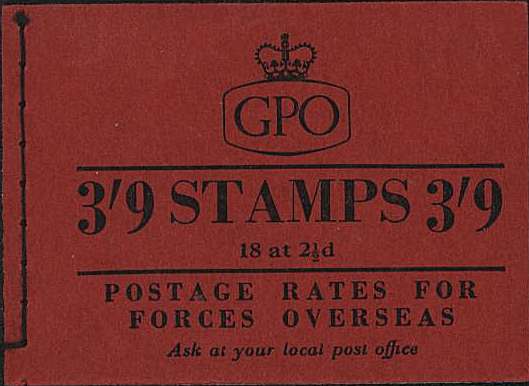 GPO
3'9 STAMPS 3'9
18 at 2½d
POSTAGE RATES FOR
FORCES OVERSEAS
Ask at your local post office